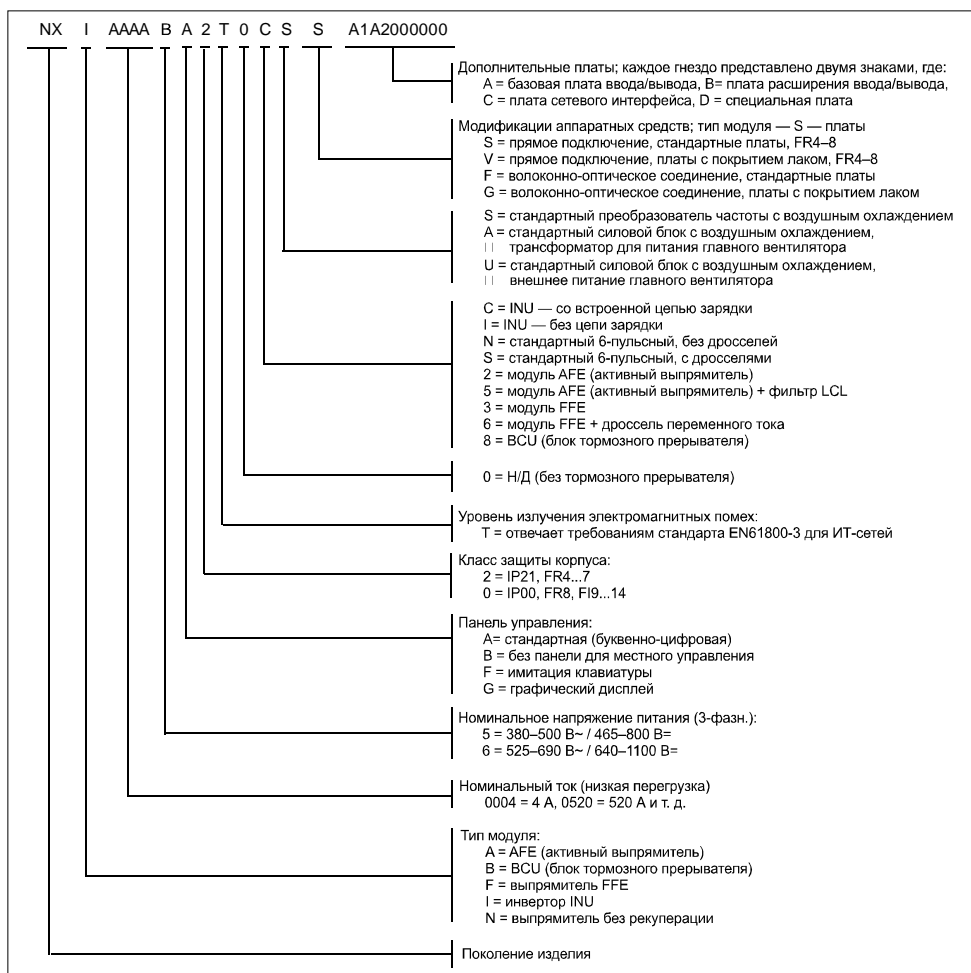 NX I AAAA B A 2 T 0 C S S A1A2000000
Дополнительные платы; каждое гнездо представлено двумя знаками, где:
A = базовая плата ввода/вывода, B= плата расширения ввода/вывода,
C = плата сетевого интерфейса, D = специальная плата
Модификации аппаратных средств; тип модуля — S — платы
S = прямое подключение, стандартные платы, FR4–8
V = прямое подключение, платы с покрытием лаком, FR4–8
F = волоконно-оптическое соединение, стандартные платы
G = волоконно-оптическое соединение, платы с покрытием лаком
S = стандартный преобразователь частоты с воздушным охлаждением
A = стандартный силовой блок с воздушным охлаждением,
трансформатор для питания главного вентилятора
U = стандартный силовой блок с воздушным охлаждением,
внешнее питание главного вентилятора
C = INU — со встроенной цепью зарядки
I = INU — без цепи зарядки
N = стандартный 6-пульсный, без дросселей
S = стандартный 6-пульсный, с дросселями
2 = модуль AFE (активный выпрямитель)
5 = модуль AFE (активный выпрямитель) + фильтр LCL
3 = модуль FFE
6 = модуль FFE + дроссель переменного тока
8 = BCU (блок тормозного прерывателя)
0 = Н/Д (без тормозного прерывателя)
Уровень излучения электромагнитных помех:
T = отвечает требованиям стандарта EN61800-3 для ИТ-сетей
Класс защиты корпуса:
2 = IP21, FR4...7
0 = IP00, FR8, FI9...14
Панель управления:
A= стандартная (буквенно-цифровая)
B = без панели для местного управления
F = имитация клавиатуры
G = графический дисплей
Номинальное напряжение питания (3-фазн.):
5 = 380–500 В~ / 465–800 В=
6 = 525–690 В~ / 640–1100 В=
Номинальный ток (низкая перегрузка)
0004 = 4 А, 0520 = 520 А и т. д.
Тип модуля:
A = AFE (активный выпрямитель)
B = BCU (блок тормозного прерывателя)
F = выпрямитель FFE
I = инвертор INU
N = выпрямитель без рекуперации
Поколение изделия